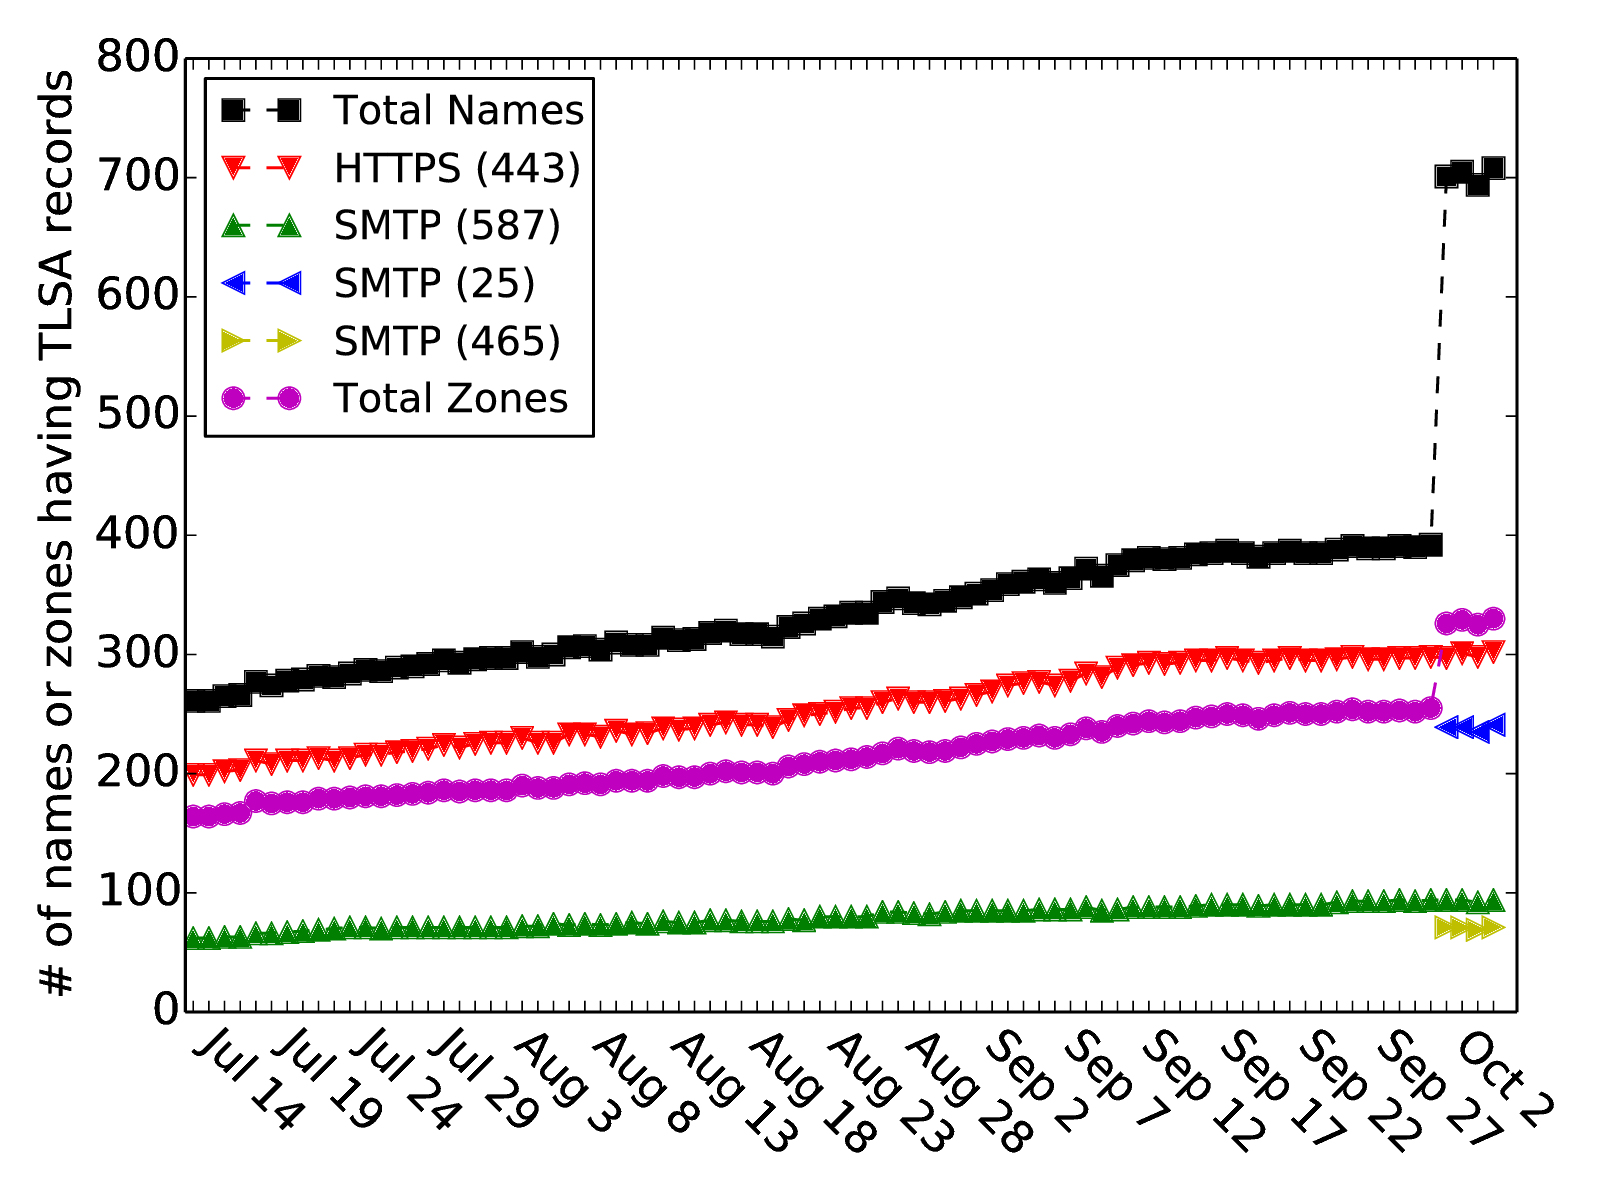 # of names or zones having TLSA records
800
700
600
500
400
300
200
100
0
Total Names
HTTPS (443)
SMTP (587)
SMTP (25)
SMTP (465)
Total Zones
Jul 14
Jul 19
Jul 24
Jul 29
Aug 3
Aug 8
Aug 13
Aug 18
Aug 23
Aug 28
Sep 2
Sep 7
Sep 12
Sep 17
Sep 22
Sep 27
Oct 2